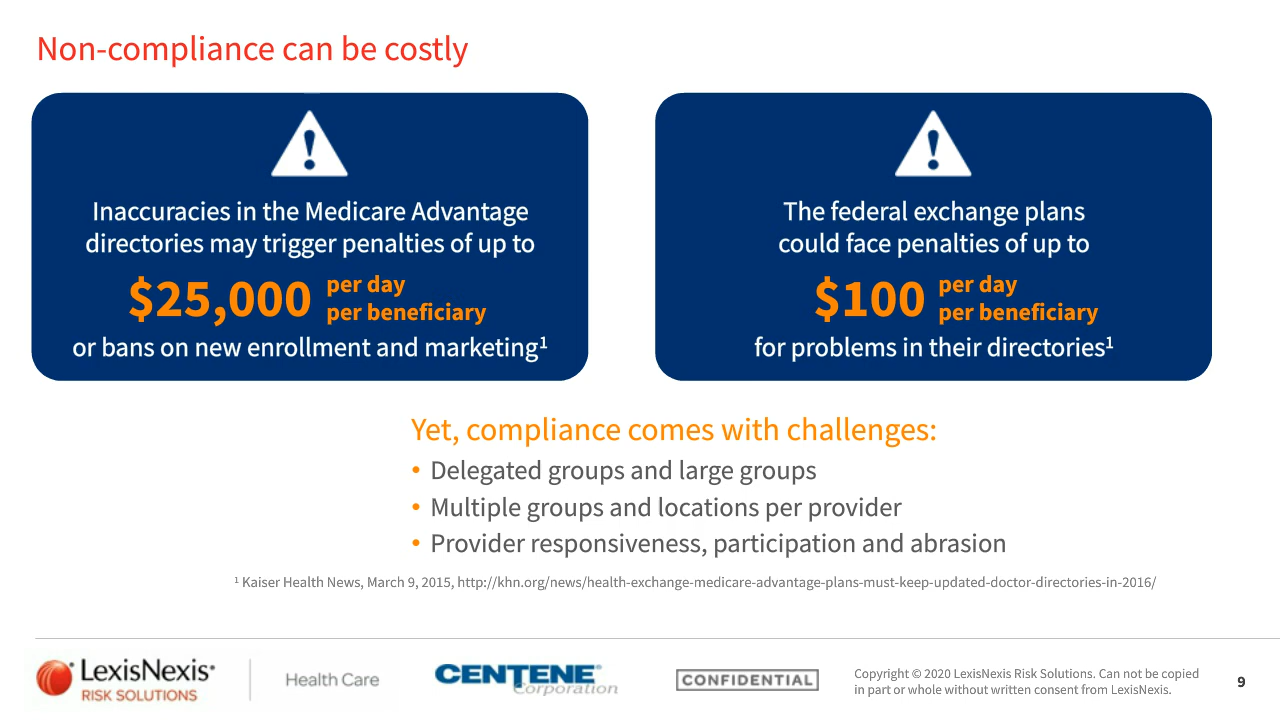 Non-compliance can be costly
Inaccuracies in the Medicare Advantage
directories may trigger penalties of up to
$25,000 per day
per beneficiary
or bans on new enrollment and marketing¹
The federal exchange plans
could face penalties of up to
$100 per day
per beneficiary
for problems in their directories¹
Yet, compliance comes with challenges:
• Delegated groups and large groups
• Multiple groups and locations per provider
• Provider responsiveness, participation and abrasion
¹ Kaiser Health News, March 9, 2015, http://khn.org/news/health-exchange-medicare-advantage-plans-must-keep-updated-doctor-directories-in-2016/
LexisNexis®
RISK SOLUTIONS
Health Care
CENTENE®
Corporation
CONFIDENTIAL
Copyright © 2020 LexisNexis Risk Solutions. Can not be copied
in part or whole without written consent from LexisNexis.
9